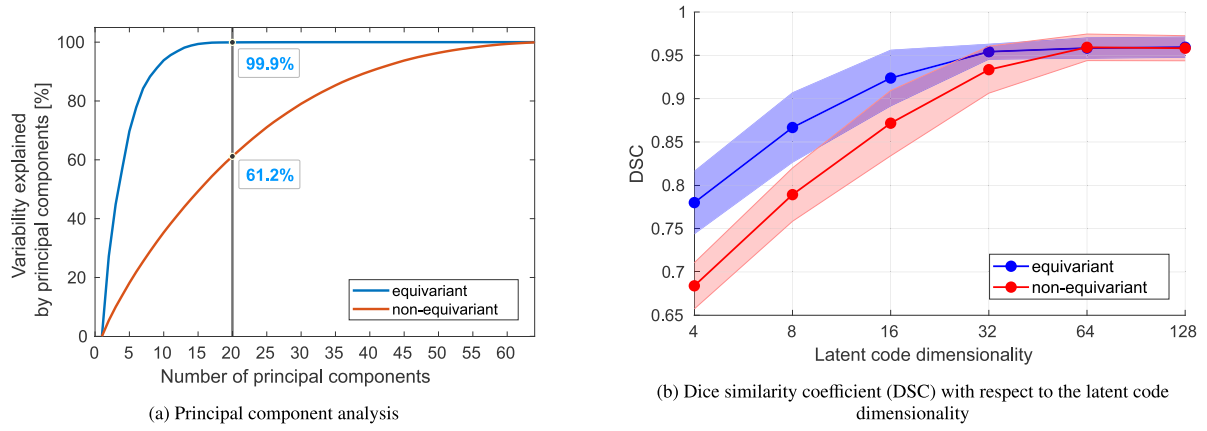 100
80
60
40
20
0
Variability explained
by principal components [%]
99.9%
61.2%
equivariant
non-equivariant
0 5 10 15 20 25 30 35 40 45 50 55 60
Number of principal components
(a) Principal component analysis
1
0.95
0.9
0.85
0.8
0.75
0.7
0.65
DSC
equivariant
non-equivariant
4 8 16 32 64 128
Latent code dimensionality
(b) Dice similarity coefficient (DSC) with respect to the latent code
dimensionality